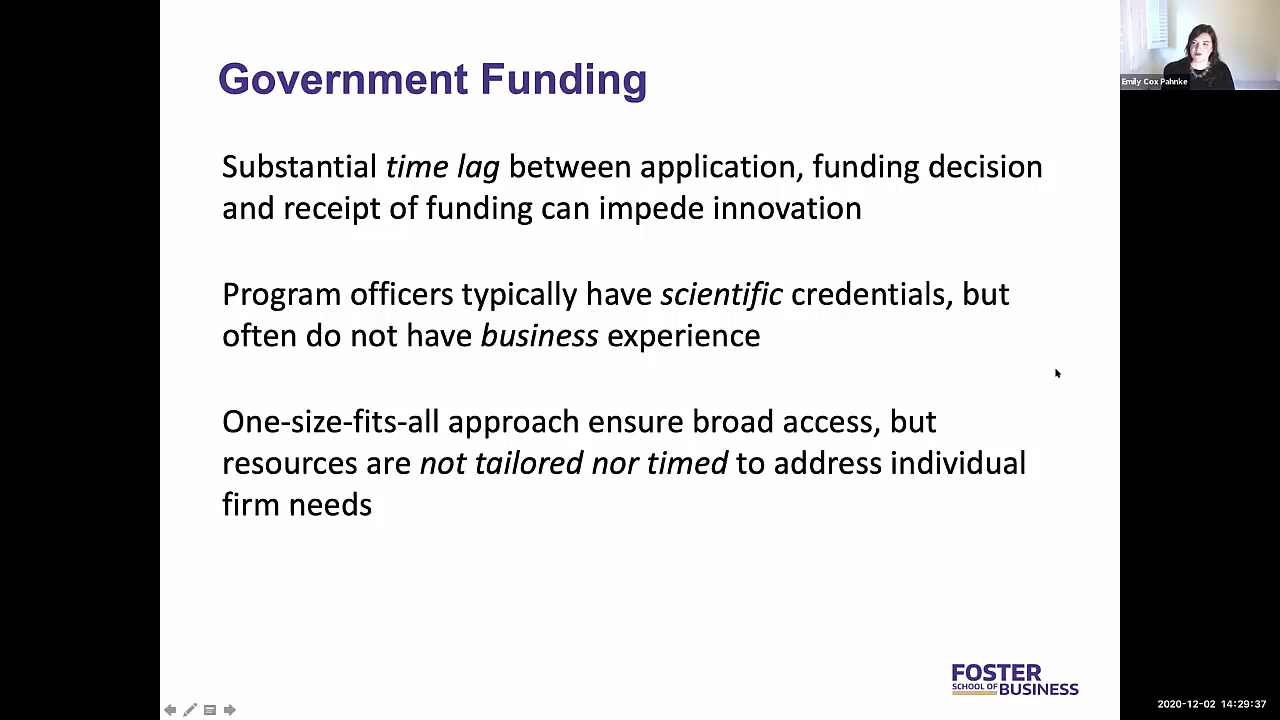 Government Funding
Substantial time lag between application, funding decision
and receipt of funding can impede innovation
Program officers typically have scientific credentials, but
often do not have business experience
One-size-fits-all approach ensure broad access, but
resources are not tailored nor timed to address individual
firm needs
FOSTER
SCHOOL OF BUSINESS
Emily Cox Pahnke
2020-12-02 14:29:37